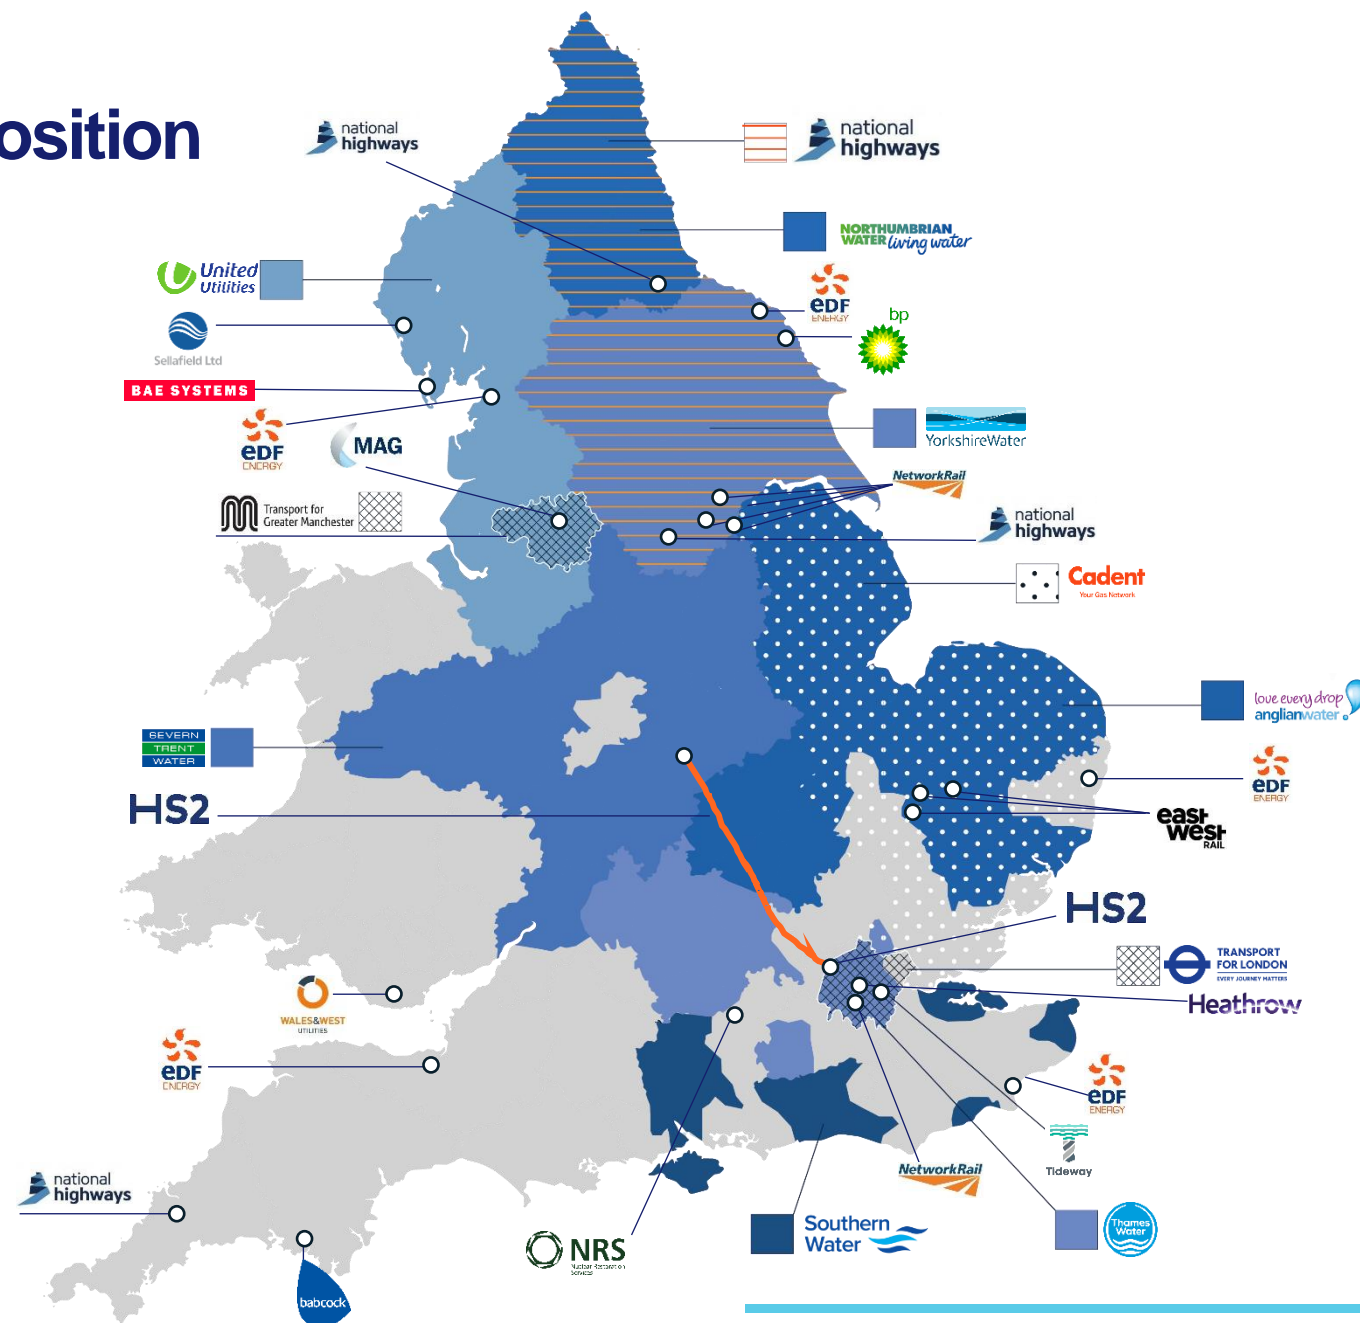 osition
national
highways
national
highways
NORTHUMBRIAN
WATER living water
United
Utilities
eDF
ENERGY
bp
Sellafield Ltd
BAE SYSTEMS
eDF
ENERGY
MAG
YorkshireWater
NetworkRail
Transport for
Greater Manchester
national
highways
Cadent
Your Gas Network
love every drop
anglianwater
SEVERN
TRENT
WATER
eDF
ENERGY
HS2
east
west
RAIL
HS2
TRANSPORT
FOR LONDON
EVERY JOURNEY MATTERS
Heathrow
WALES&WEST
UTILITIES
eDF
ENERGY
eDF
ENERGY
Tideway
national
highways
NetworkRail
Southern
Water
Thames
Water
NRS
Nuclear Restoration
Services
babcock